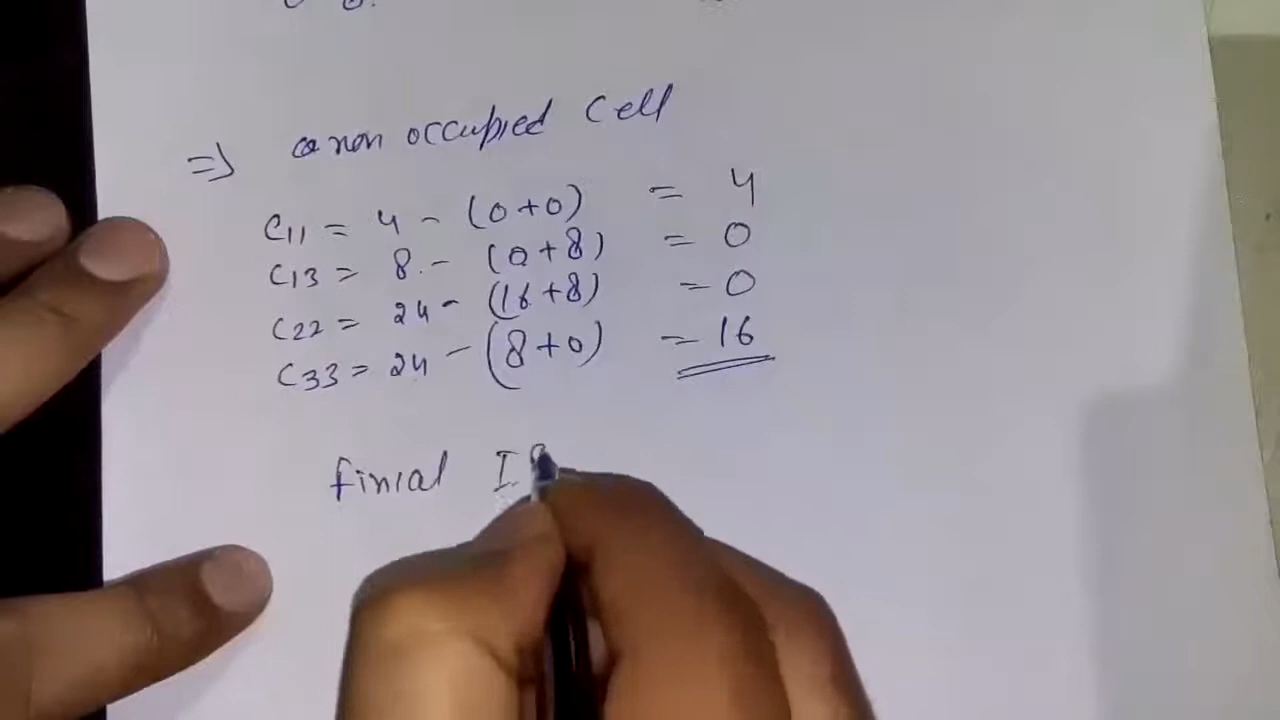 => a non occupied cell
C11 = 4 - (0+0) = 4
C13 = 8 - (0+8) = 0
C22 = 24 - (16+8) = 0
C33 = 24 - (8+0) = 16
finial I